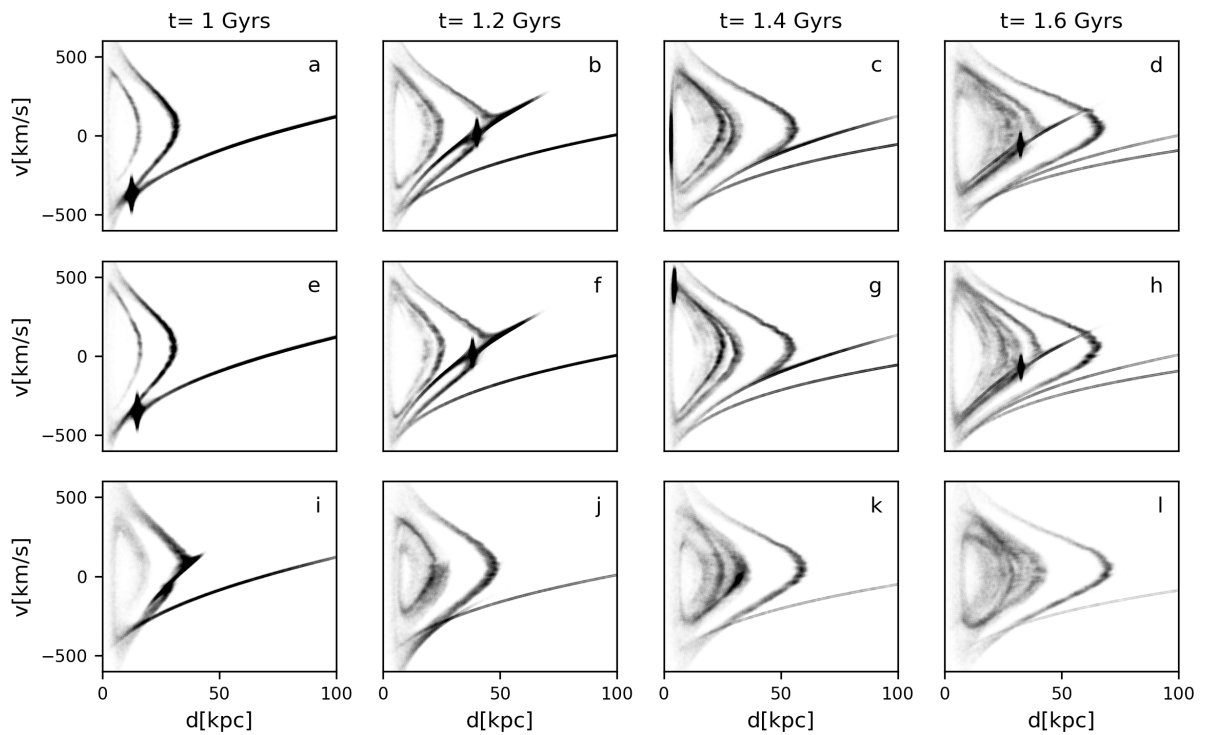 t= 1 Gyrs t= 1.2 Gyrs t= 1.4 Gyrs t= 1.6 Gyrs
500 a b c d
v[km/s] 0
−500
500 e f g h
v[km/s] 0
−500
500 i j k l
v[km/s] 0
−500
0 50 100 0 50 100 0 50 100 0 50 100
d[kpc] d[kpc] d[kpc] d[kpc]